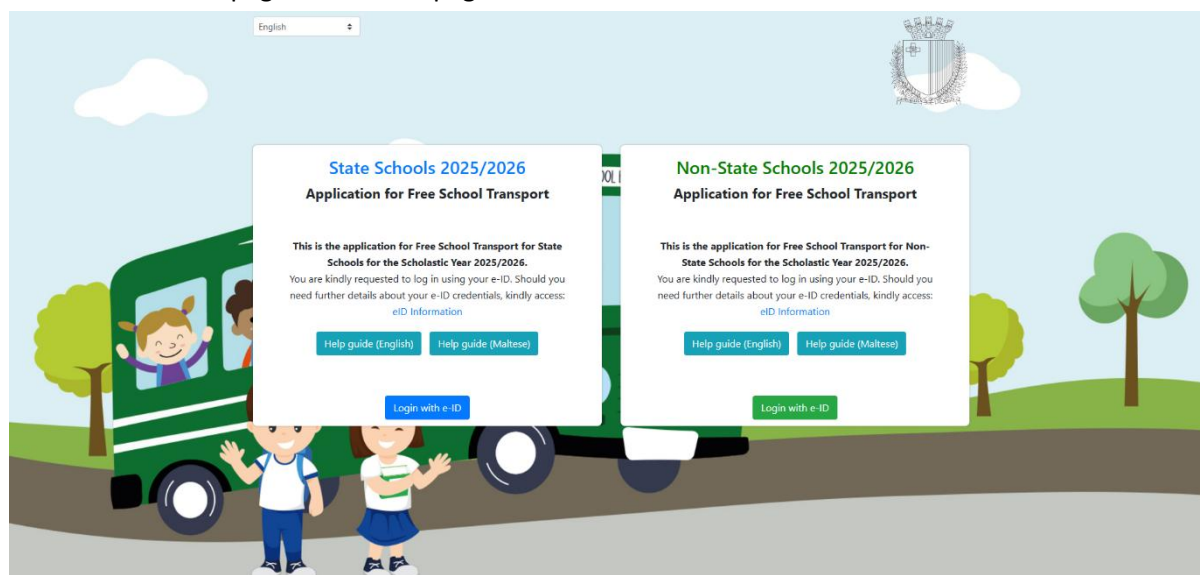 English
State Schools 2025/2026
Application for Free School Transport
This is the application for Free School Transport for State
Schools for the Scholastic Year 2025/2026.
You are kindly requested to log in using your e-ID. Should you
need further details about your e-ID credentials, kindly access:
eID Information
Help guide (English) Help guide (Maltese)
Login with e-ID
Non-State Schools 2025/2026
Application for Free School Transport
This is the application for Free School Transport for Non-
State Schools for the Scholastic Year 2025/2026.
You are kindly requested to log in using your e-ID. Should you
need further details about your e-ID credentials, kindly access:
eID Information
Help guide (English) Help guide (Maltese)
Login with e-ID